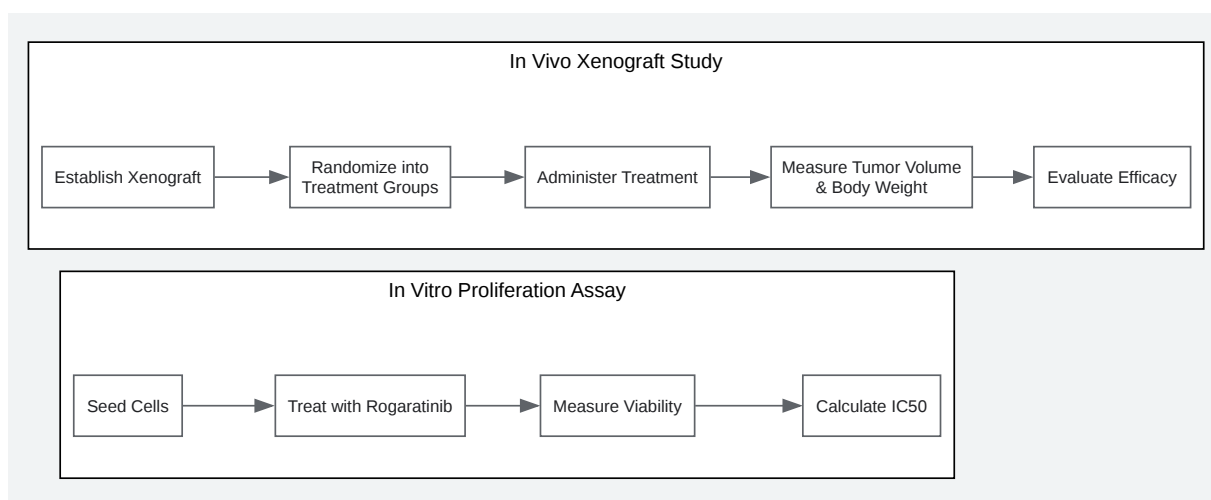 In Vivo Xenograft Study
Establish Xenograft
Randomize into
Treatment Groups
Administer Treatment
Measure Tumor Volume
& Body Weight
Evaluate Efficacy
In Vitro Proliferation Assay
Seed Cells
Treat with Rogaratinib
Measure Viability
Calculate IC50